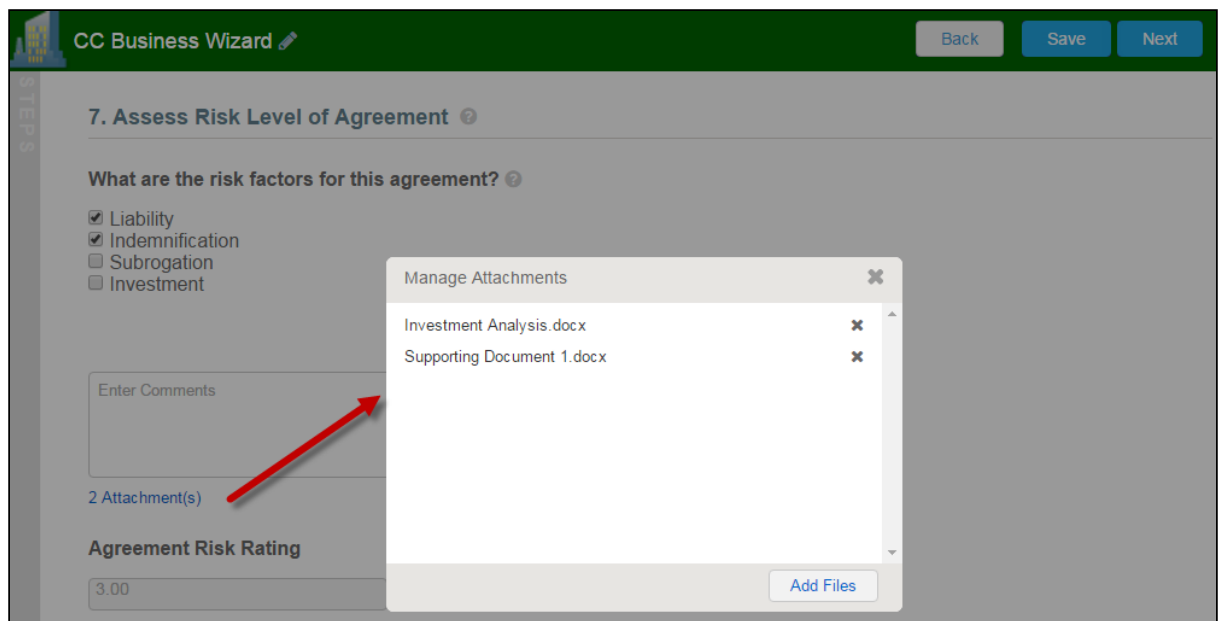 CC Business Wizard
Back
Save
Next
STEPS
7. Assess Risk Level of Agreement
What are the risk factors for this agreement?
Liability
Indemnification
Subrogation
Investment
Manage Attachments
Investment Analysis.docx
Supporting Document 1.docx
Enter Comments
2 Attachment(s)
Agreement Risk Rating
3.00
Add Files